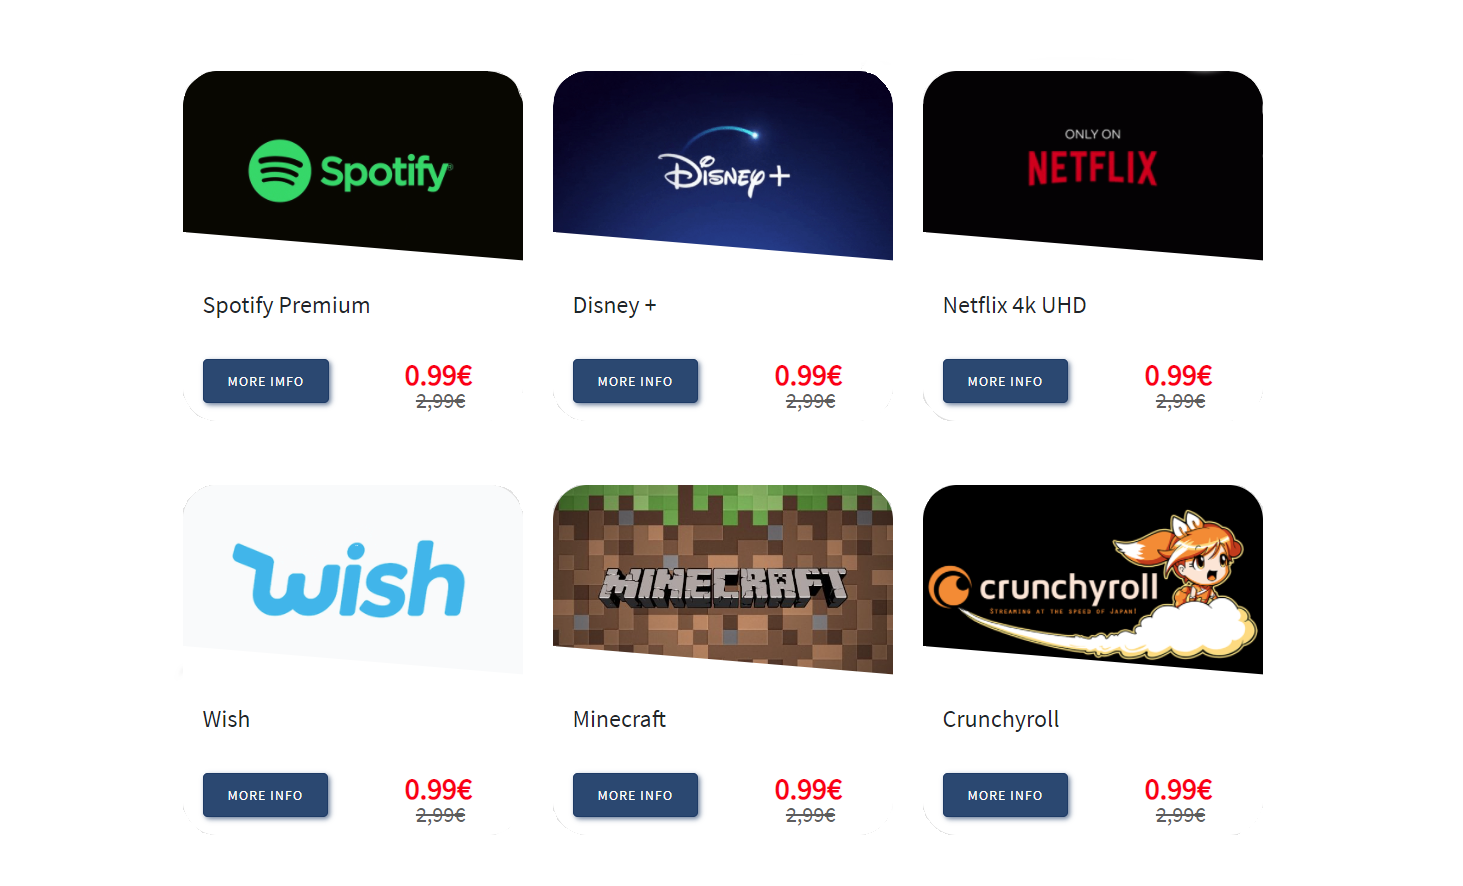 Spotify®
Disney+
ONLY ON
NETFLIX
Spotify Premium
Disney +
Netflix 4k UHD
MORE IMFO
0.99€
2,99€
MORE INFO
0.99€
2,99€
MORE INFO
0.99€
2,99€
wish
MINECRAFT
crunchyroll
STREAMING AT THE SPEED OF JAPAN!
Wish
Minecraft
Crunchyroll
MORE INFO
0.99€
2,99€
MORE INFO
0.99€
2,99€
MORE INFO
0.99€
2,99€